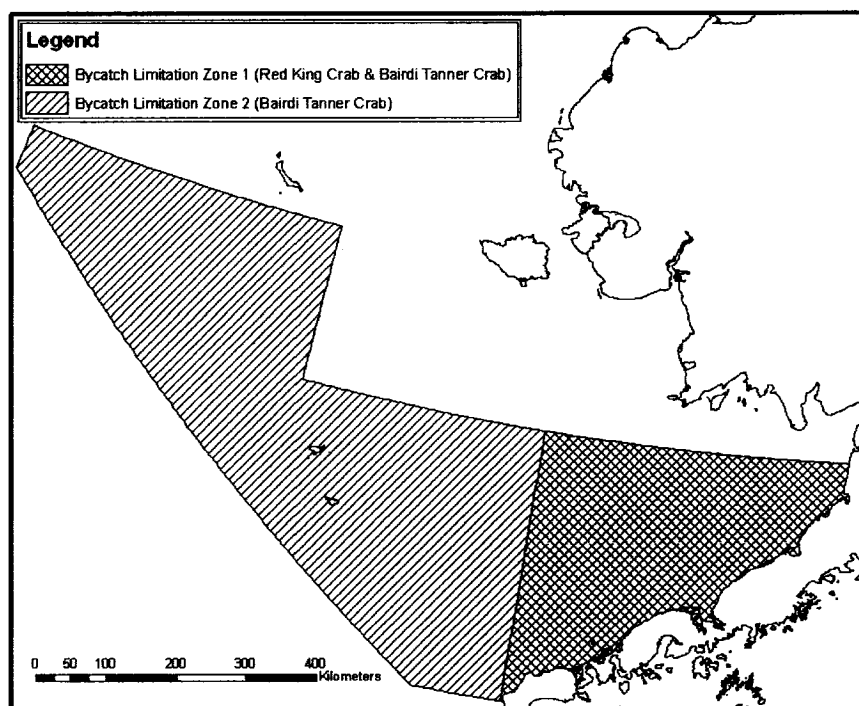 Legend
Bycatch Limitation Zone 1 (Red King Crab & Bairdi Tanner Crab)
Bycatch Limitation Zone 2 (Bairdi Tanner Crab)
0 50 100 200 300 400
Kilometers